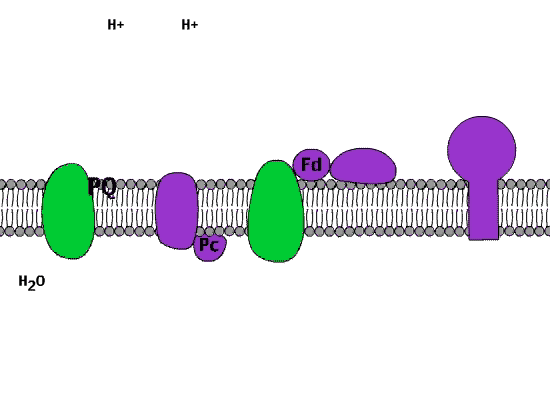 H+ H+
Fd
PQ
Pc
H₂O